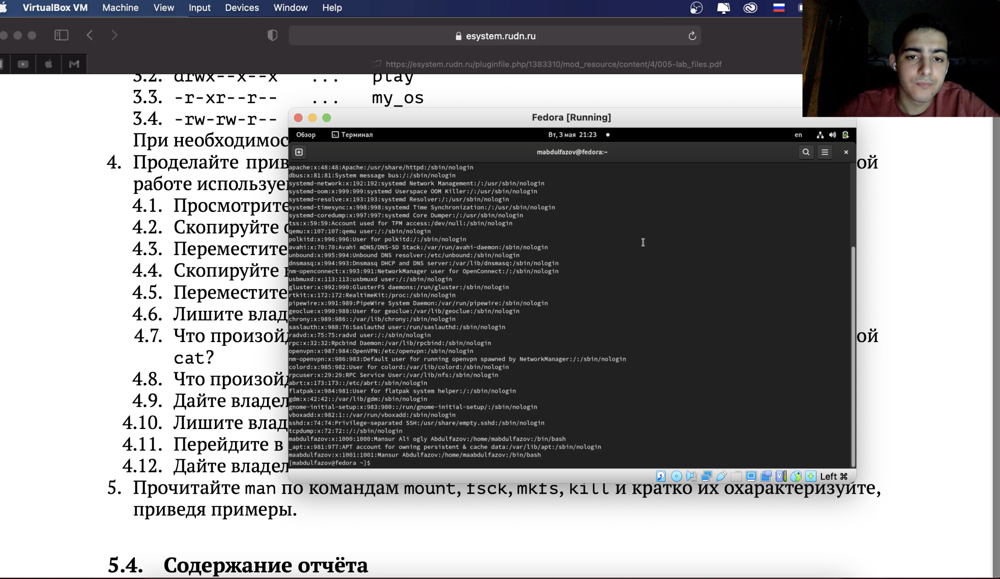 VirtualBox VM Machine View Input Devices Window Help
esystem.rudn.ru
https://esystem.rudn.ru/pluginfile.php/1383310/mod_resource/content/4/005-lab_files.pdf
3.2. drwx--x--x ... play
3.3. -r-xr--r-- ... my_os
3.4. -rw-rw-r--
Fedora [Running]
Обзор Терминал Вт, 3 мая 21:23 en
При необходимос
mabdulfazov@fedora:~
4. Проделайте прив ой
работе используе
4.1. Просмотрите
4.2. Скопируйте
4.3. Переместите
4.4. Скопируйте
4.5. Переместите
4.6. Лишите влад
4.7. Что произой ой
cat?
4.8. Что произой
4.9. Дайте владел
4.10. Лишите влад
4.11. Перейдите в
4.12. Дайте владел
apache:x:48:48:Apache:/usr/share/httpd:/sbin/nologin
dbus:x:81:81:System message bus:/:/sbin/nologin
systemd-network:x:192:192:systemd Network Management:/:/usr/sbin/nologin
systemd-oom:x:999:999:systemd Userspace OOM Killer:/:/usr/sbin/nologin
systemd-resolve:x:193:193:systemd Resolver:/:/usr/sbin/nologin
systemd-timesync:x:998:998:systemd Time Synchronization:/:/usr/sbin/nologin
systemd-coredump:x:997:997:systemd Core Dumper:/:/usr/sbin/nologin
tss:x:59:59:Account used for TPM access:/dev/null:/sbin/nologin
qemu:x:107:107:qemu user:/:/sbin/nologin
polkitd:x:996:996:User for polkitd:/:/sbin/nologin
avahi:x:70:70:Avahi mDNS/DNS-SD Stack:/var/run/avahi-daemon:/sbin/nologin
unbound:x:995:994:Unbound DNS resolver:/etc/unbound:/sbin/nologin
dnsmasq:x:994:993:Dnsmasq DHCP and DNS server:/var/lib/dnsmasq:/sbin/nologin
nm-openconnect:x:993:991:NetworkManager user for OpenConnect:/:/sbin/nologin
usbmuxd:x:113:113:usbmuxd user:/:/sbin/nologin
gluster:x:992:990:GlusterFS daemons:/run/gluster:/sbin/nologin
rtkit:x:172:172:RealtimeKit:/proc:/sbin/nologin
pipewire:x:991:989:PipeWire System Daemon:/var/run/pipewire:/sbin/nologin
geoclue:x:990:988:User for geoclue:/var/lib/geoclue:/sbin/nologin
chrony:x:989:986::/var/lib/chrony:/sbin/nologin
saslauth:x:988:76:Saslauthd user:/run/saslauthd:/sbin/nologin
radvd:x:75:75:radvd user:/:/sbin/nologin
rpc:x:32:32:Rpcbind Daemon:/var/lib/rpcbind:/sbin/nologin
openvpn:x:987:984:OpenVPN:/etc/openvpn:/sbin/nologin
nm-openvpn:x:986:983:Default user for running openvpn spawned by NetworkManager:/:/sbin/nologin
colord:x:985:982:User for colord:/var/lib/colord:/sbin/nologin
rpcuser:x:29:29:RPC Service User:/var/lib/nfs:/sbin/nologin
abrt:x:173:173::/etc/abrt:/sbin/nologin
flatpak:x:984:981:User for flatpak system helper:/:/sbin/nologin
gdm:x:42:42::/var/lib/gdm:/sbin/nologin
gnome-initial-setup:x:983:980::/run/gnome-initial-setup/:/sbin/nologin
vboxadd:x:982:1::/var/run/vboxadd:/sbin/nologin
sshd:x:74:74:Privilege-separated SSH:/usr/share/empty.sshd:/sbin/nologin
tcpdump:x:72:72::/:/sbin/nologin
mabdulfazov:x:1000:1000:Mansur Ali ogly Abdulfazov:/home/mabdulfazov:/bin/bash
_apt:x:981:977:APT account for owning persistent & cache data:/var/lib/apt:/sbin/nologin
maabdulfazov:x:1001:1001:Mansur Abdulfazov:/home/maabdulfazov:/bin/bash
[mabdulfazov@fedora ~]$
Left ⌘
5. Прочитайте man по командам mount, fsck, mkfs, kill и кратко их охарактеризуйте,
приведя примеры.
5.4. Содержание отчёта